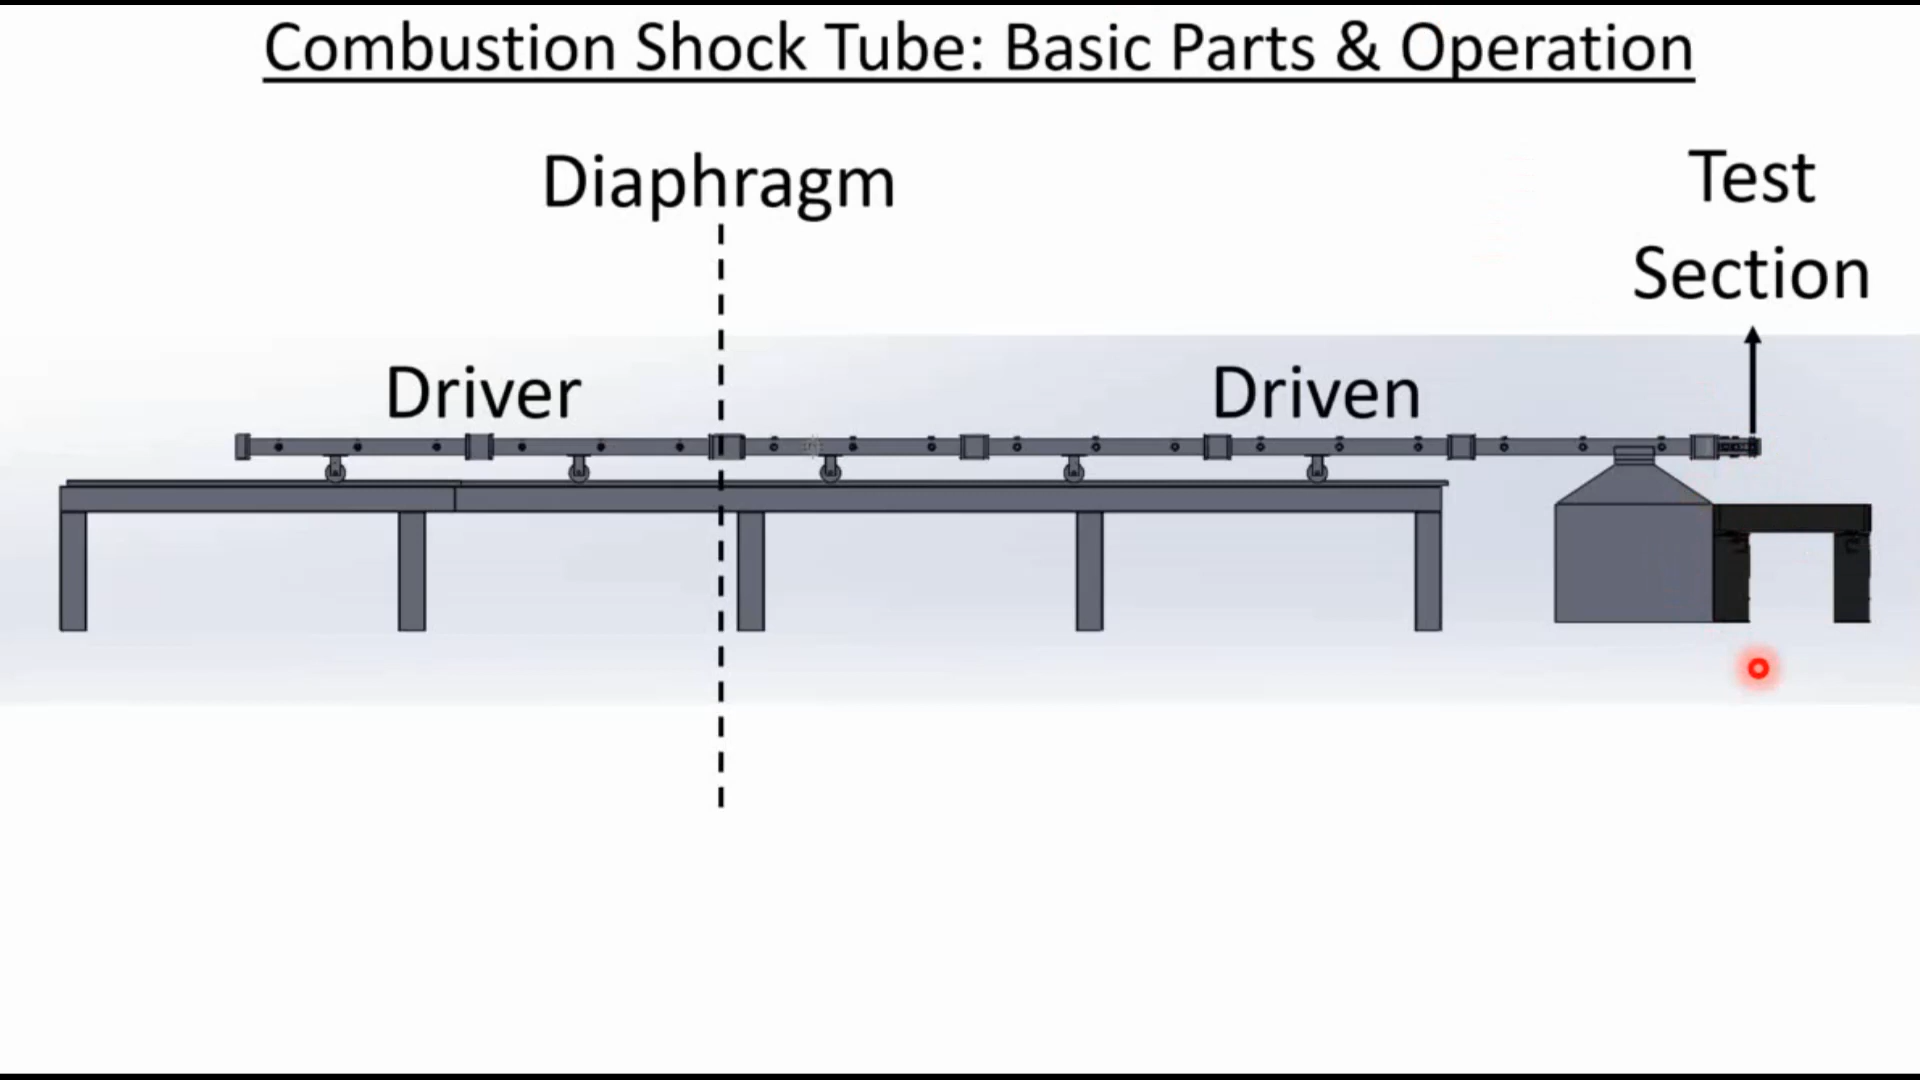 Combustion Shock Tube: Basic Parts & Operation
Diaphragm
Test
Section
Driver
Driven